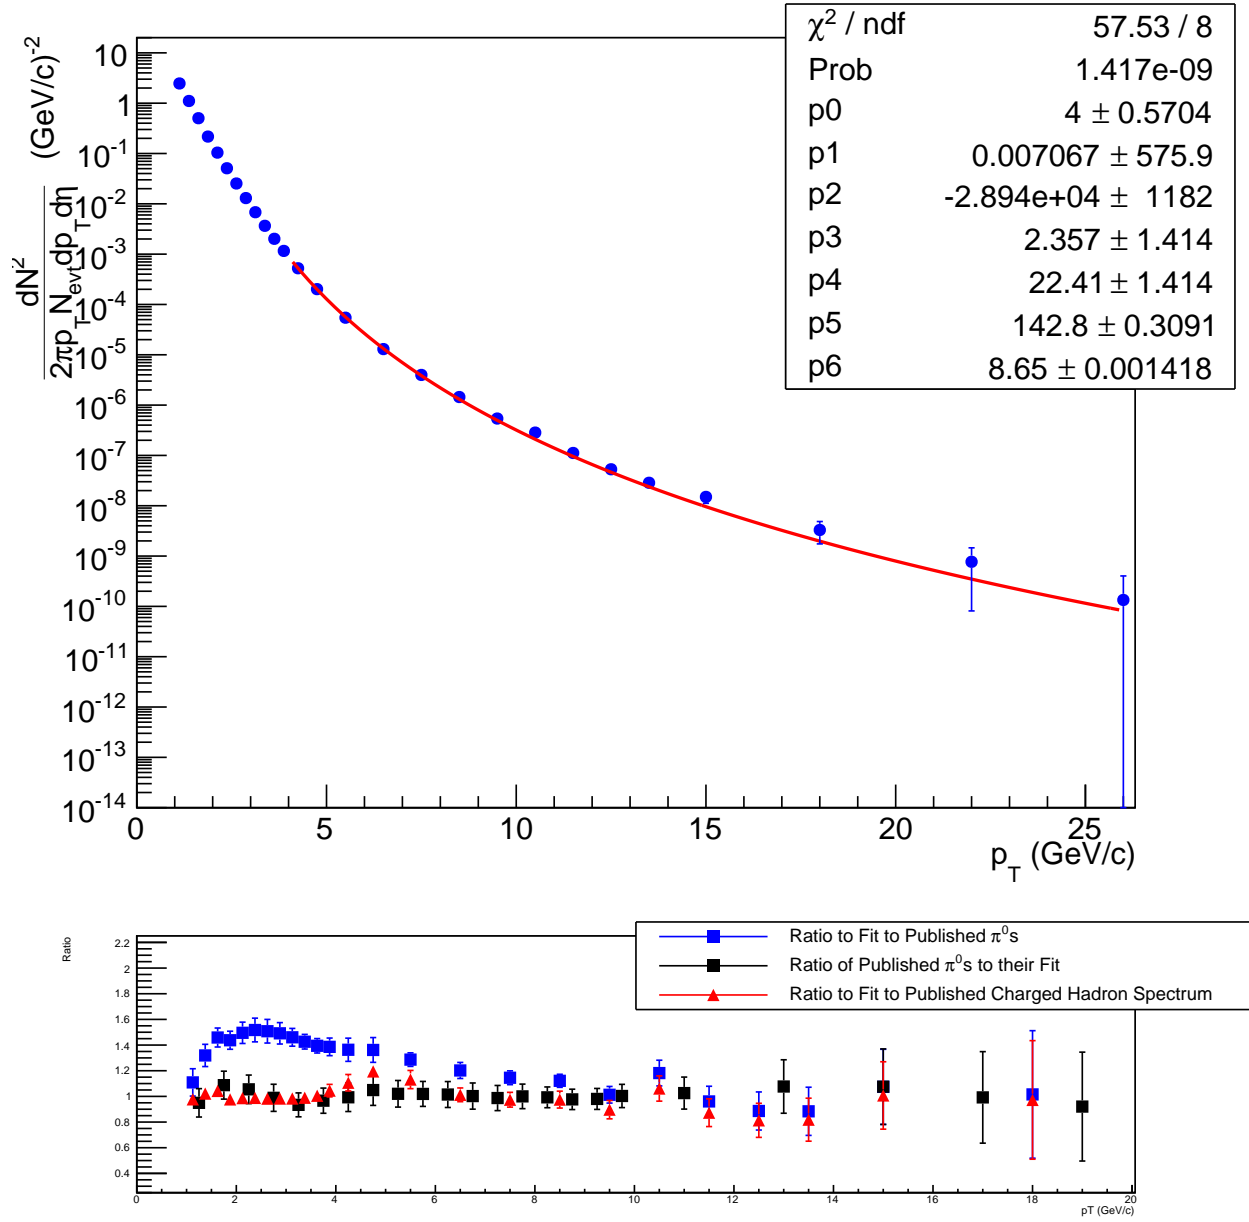 χ² / ndf 57.53 / 8
Prob 1.417e-09
p0 4 ± 0.5704
p1 0.007067 ± 575.9
p2 -2.894e+04 ± 1182
p3 2.357 ± 1.414
p4 22.41 ± 1.414
p5 142.8 ± 0.3091
p6 8.65 ± 0.001418
dN² / 2πp_T N_evt dp_T dη (GeV/c)⁻²
10
1
10⁻¹
10⁻²
10⁻³
10⁻⁴
10⁻⁵
10⁻⁶
10⁻⁷
10⁻⁸
10⁻⁹
10⁻¹⁰
10⁻¹¹
10⁻¹²
10⁻¹³
10⁻¹⁴
0 5 10 15 20 25
p_T (GeV/c)
Ratio to Fit to Published π⁰s
Ratio of Published π⁰s to their Fit
Ratio to Fit to Published Charged Hadron Spectrum
Ratio
2.2
2
1.8
1.6
1.4
1.2
1
0.8
0.6
0.4
0 2 4 6 8 10 12 14 16 18 20
pT (GeV/c)